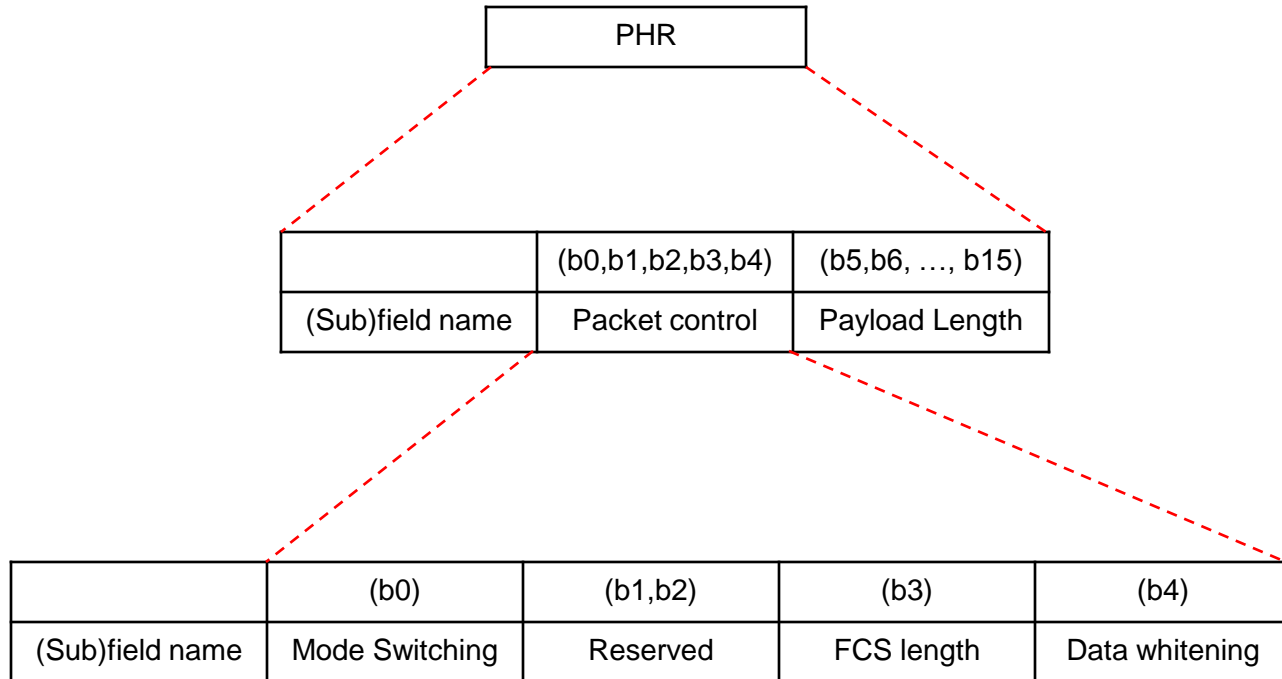 PHR
(b0,b1,b2,b3,b4) (b5,b6, …, b15)
(Sub)field name Packet control Payload Length
(b0) (b1,b2) (b3) (b4)
(Sub)field name Mode Switching Reserved FCS length Data whitening